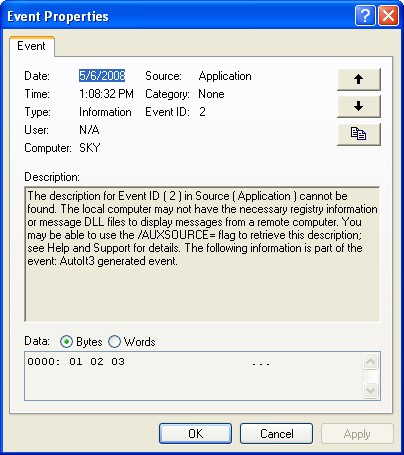 Event Properties
Event
Date: 5/6/2008 Source: Application
Time: 1:08:32 PM Category: None
Type: Information Event ID: 2
User: N/A
Computer: SKY
Description:
The description for Event ID ( 2 ) in Source ( Application ) cannot be
found. The local computer may not have the necessary registry information
or message DLL files to display messages from a remote computer. You
may be able to use the /AUXSOURCE= flag to retrieve this description;
see Help and Support for details. The following information is part of the
event: AutoIt3 generated event.
Data: Bytes Words
0000: 01 02 03 ...
OK Cancel Apply